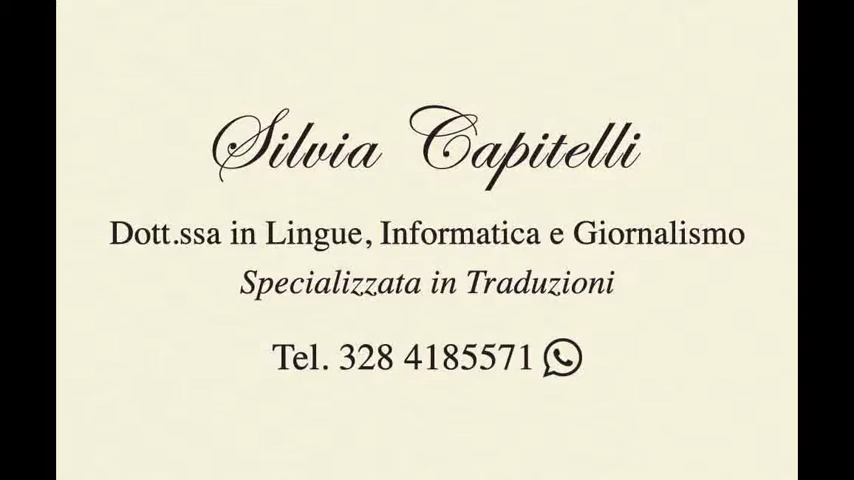 Silvia Capitelli
Dott.ssa in Lingue, Informatica e Giornalismo
Specializzata in Traduzioni
Tel. 328 4185571